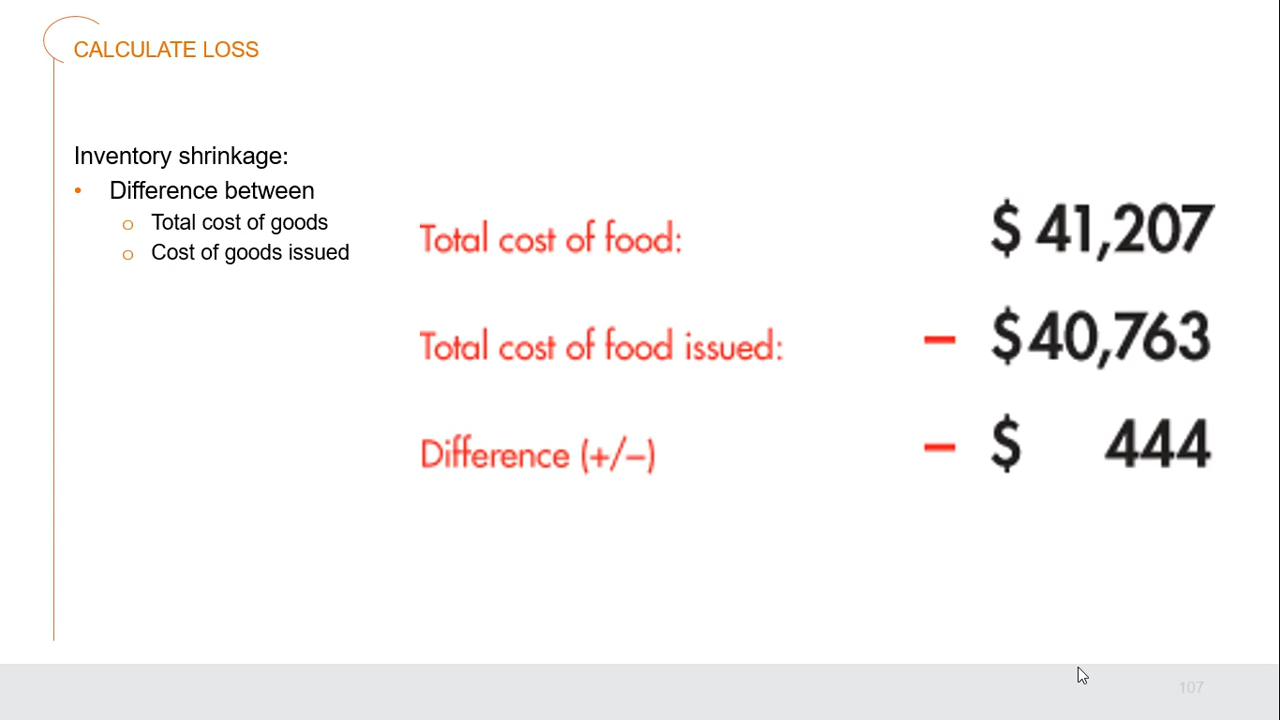 CALCULATE LOSS
Inventory shrinkage:
• Difference between
o Total cost of goods
o Cost of goods issued
Total cost of food: $ 41,207
Total cost of food issued: – $ 40,763
Difference (+/–) – $ 444
107